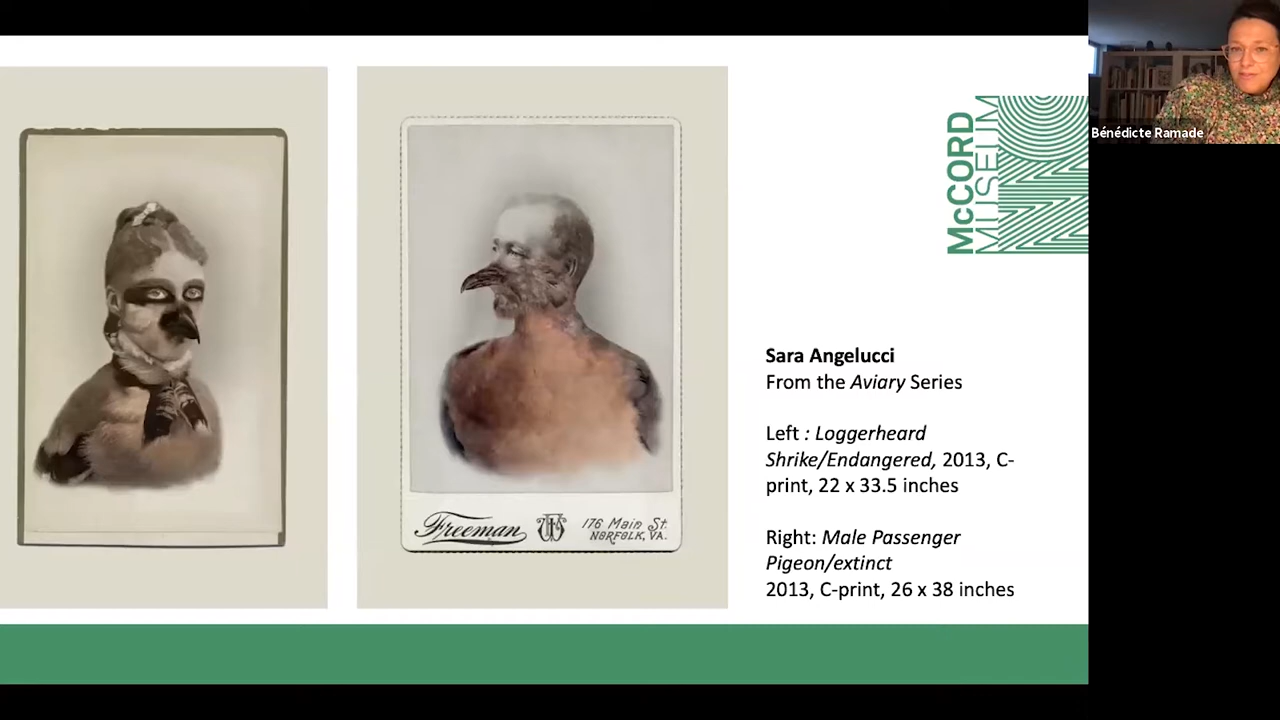 Bénédicte Ramade
McCORD
MUSEUM
Sara Angelucci
From the Aviary Series
Left : Loggerheard
Shrike/Endangered, 2013, C-
print, 22 x 33.5 inches
Right: Male Passenger
Pigeon/extinct
2013, C-print, 26 x 38 inches
Freeman
176 Main St.
NORFOLK, VA.